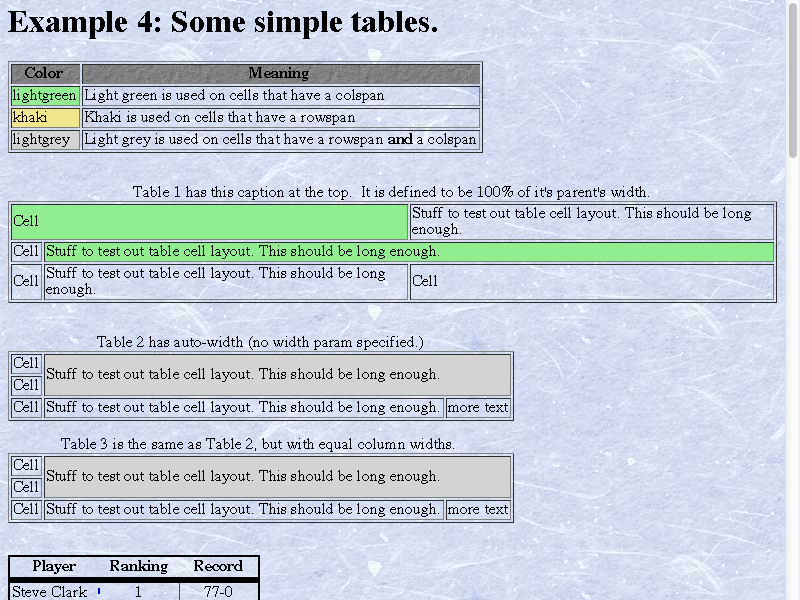 Example 4: Some simple tables.
Color Meaning
lightgreen Light green is used on cells that have a colspan
khaki Khaki is used on cells that have a rowspan
lightgrey Light grey is used on cells that have a rowspan and a colspan
Table 1 has this caption at the top. It is defined to be 100% of it's parent's width.
Cell Stuff to test out table cell layout. This should be long
enough.
Cell Stuff to test out table cell layout. This should be long enough.
Cell Stuff to test out table cell layout. This should be long
enough. Cell
Table 2 has auto-width (no width param specified.)
Cell Stuff to test out table cell layout. This should be long enough.
Cell
Cell Stuff to test out table cell layout. This should be long enough. more text
Table 3 is the same as Table 2, but with equal column widths.
Cell Stuff to test out table cell layout. This should be long enough.
Cell
Cell Stuff to test out table cell layout. This should be long enough. more text
Player Ranking Record
Steve Clark 1 77-0